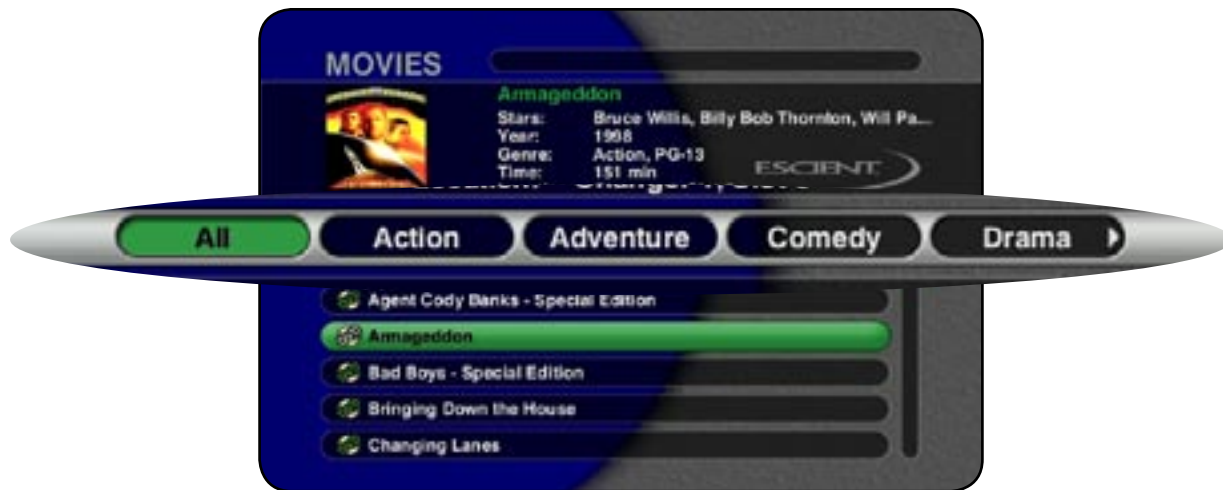 MOVIES
Armageddon
Stars: Bruce Willis, Billy Bob Thornton, Will Pa...
Year: 1998
Genre: Action, PG-13
Time: 151 min
ESCIENT
All Action Adventure Comedy Drama
Agent Cody Banks - Special Edition
Armageddon
Bad Boys - Special Edition
Bringing Down the House
Changing Lanes